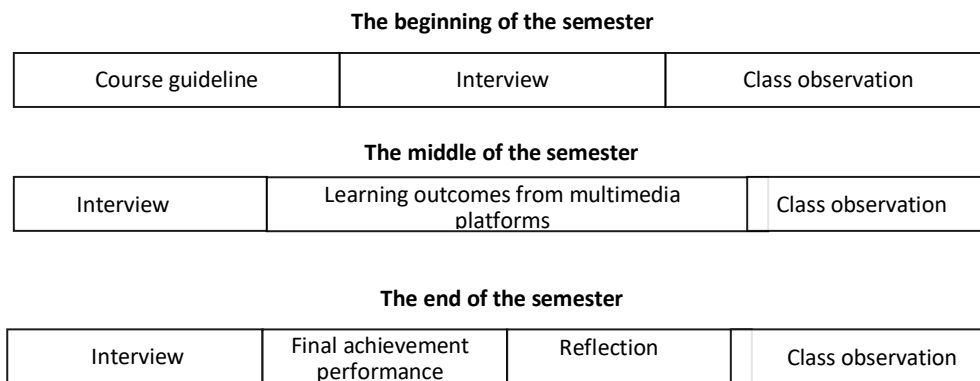 The beginning of the semester
Course guideline Interview Class observation
The middle of the semester
Interview Learning outcomes from multimedia platforms Class observation
The end of the semester
Interview Final achievement performance Reflection Class observation